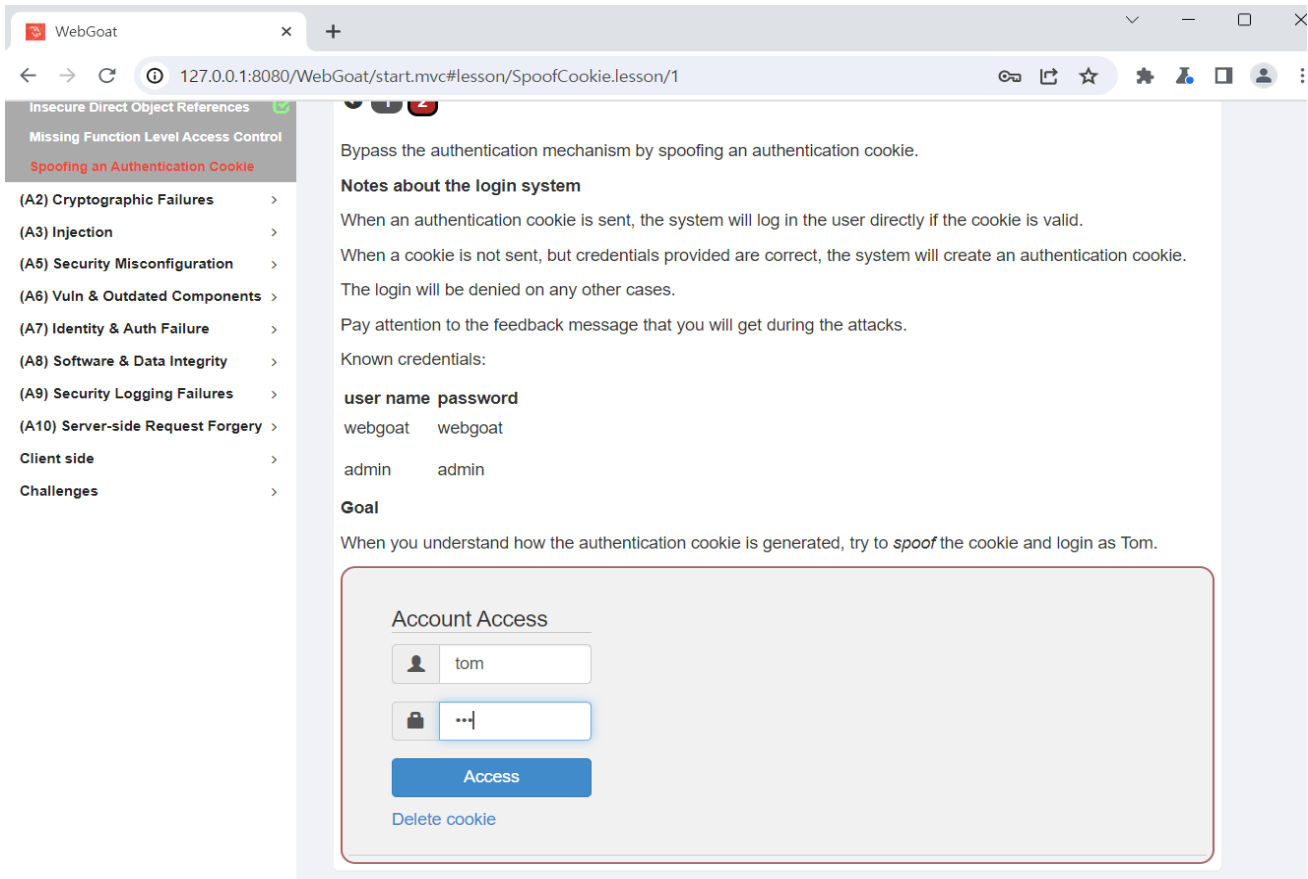 WebGoat
127.0.0.1:8080/WebGoat/start.mvc#lesson/SpoofCookie.lesson/1
Insecure Direct Object References
Missing Function Level Access Control
Spoofing an Authentication Cookie
(A2) Cryptographic Failures
(A3) Injection
(A5) Security Misconfiguration
(A6) Vuln & Outdated Components
(A7) Identity & Auth Failure
(A8) Software & Data Integrity
(A9) Security Logging Failures
(A10) Server-side Request Forgery
Client side
Challenges
1 2
Bypass the authentication mechanism by spoofing an authentication cookie.
Notes about the login system
When an authentication cookie is sent, the system will log in the user directly if the cookie is valid.
When a cookie is not sent, but credentials provided are correct, the system will create an authentication cookie.
The login will be denied on any other cases.
Pay attention to the feedback message that you will get during the attacks.
Known credentials:
user name password
webgoat webgoat
admin admin
Goal
When you understand how the authentication cookie is generated, try to spoof the cookie and login as Tom.
Account Access
tom
•••
Access
Delete cookie